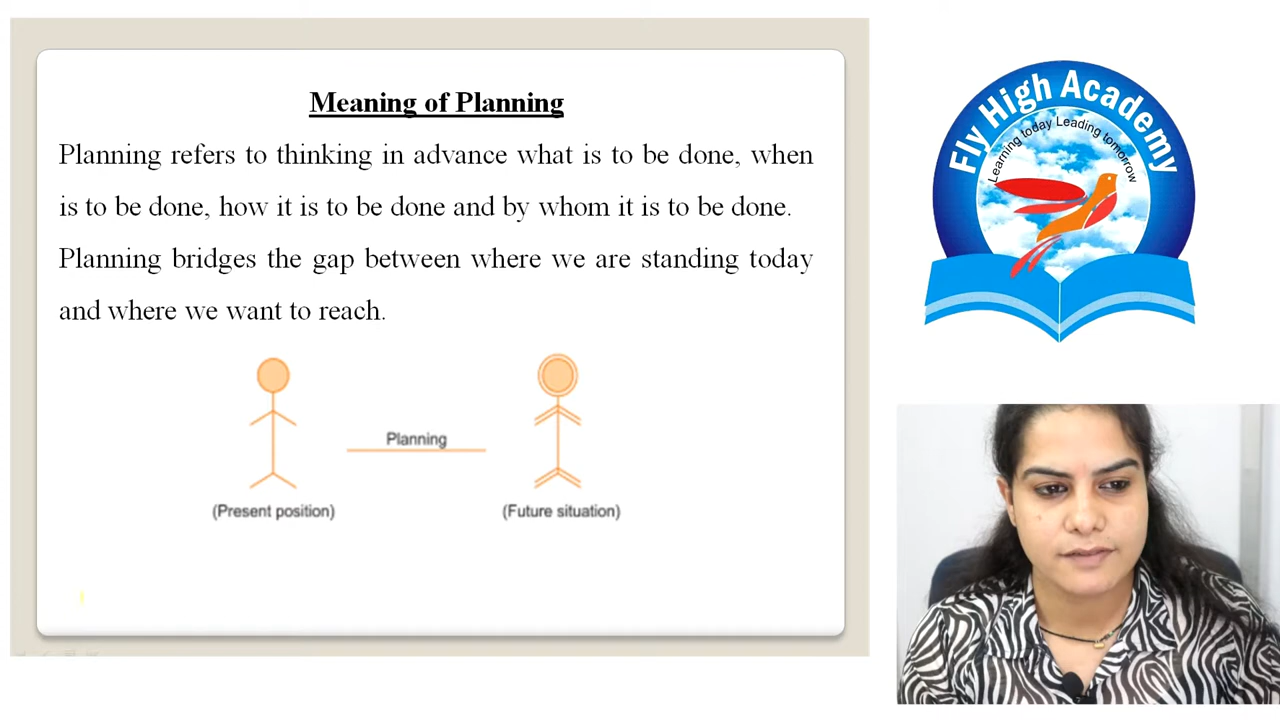 Meaning of Planning
Planning refers to thinking in advance what is to be done, when
is to be done, how it is to be done and by whom it is to be done.
Planning bridges the gap between where we are standing today
and where we want to reach.
Planning
(Present position)
(Future situation)
Fly High Academy
Learning today Leading tomorrow